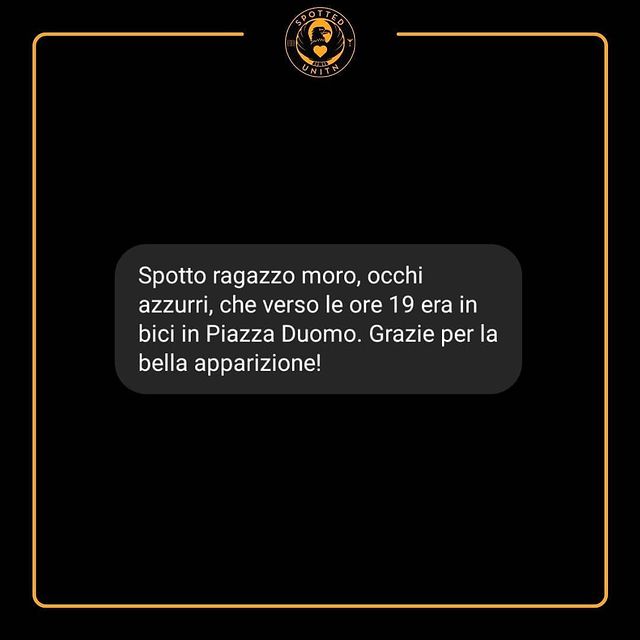 SPOTTED
UNITN
Spotto ragazzo moro, occhi
azzurri, che verso le ore 19 era in
bici in Piazza Duomo. Grazie per la
bella apparizione!